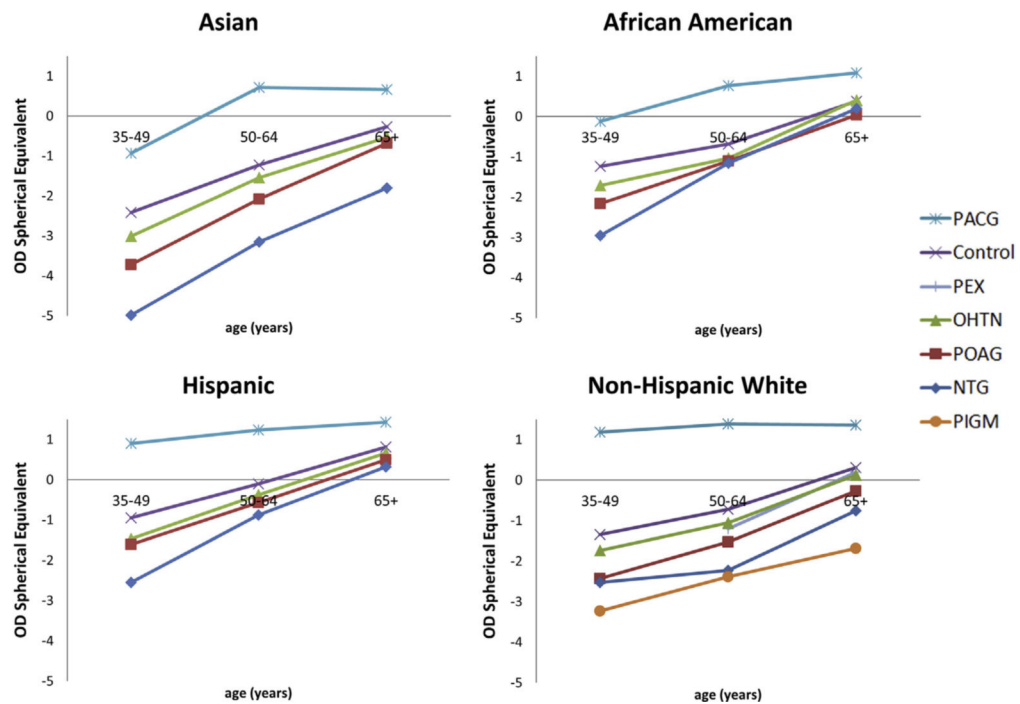 Asian
OD Spherical Equivalent
1
0
-1
-2
-3
-4
-5
35-49
50-64
65+
age (years)
African American
OD Spherical Equivalent
1
0
-1
-2
-3
-4
-5
35-49
50-64
65+
age (years)
Hispanic
OD Spherical Equivalent
1
0
-1
-2
-3
-4
-5
35-49
50-64
65+
age (years)
Non-Hispanic White
OD Spherical Equivalent
1
0
-1
-2
-3
-4
-5
35-49
50-64
65+
age (years)
PACG
Control
PEX
OHTN
POAG
NTG
PIGM